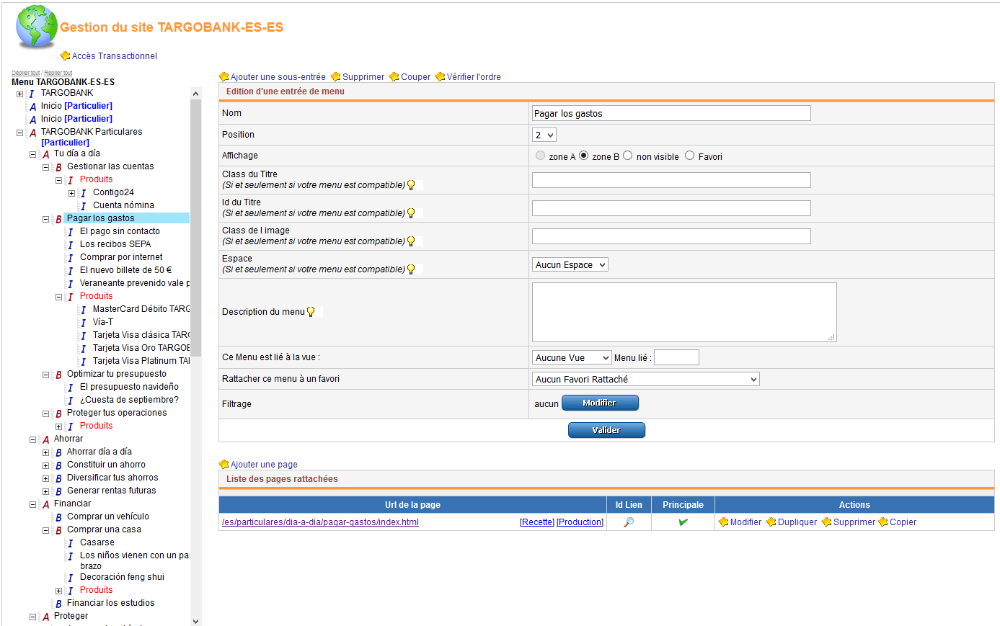 Gestion du site TARGOBANK-ES-ES
Accès Transactionnel
Déplier tout / Replier tout
Menu TARGOBANK-ES-ES
I TARGOBANK
A Inicio [Particulier]
A Inicio [Particulier]
A TARGOBANK Particulares
[Particulier]
A Tu día a día
B Gestionar las cuentas
I Produits
I Contigo24
I Cuenta nómina
B Pagar los gastos
I El pago sin contacto
I Los recibos SEPA
I Comprar por internet
I El nuevo billete de 50 €
I Veraneante prevenido vale p
I Produits
I MasterCard Débito TARG
I Vía-T
I Tarjeta Visa clásica TARG
I Tarjeta Visa Oro TARGOB
I Tarjeta Visa Platinum TA
B Optimizar tu presupuesto
I El presupuesto navideño
I ¿Cuesta de septiembre?
B Proteger tus operaciones
I Produits
A Ahorrar
B Ahorrar día a día
B Constituir un ahorro
B Diversificar tus ahorros
B Generar rentas futuras
A Financiar
B Comprar un vehículo
B Comprar una casa
I Casarse
I Los niños vienen con un pa
brazo
I Decoración feng shui
I Produits
B Financiar los estudios
A Proteger
Ajouter une sous-entrée Supprimer Couper Vérifier l'ordre
Edition d'une entrée de menu
Nom Pagar los gastos
Position 2
Affichage zone A zone B non visible Favori
Class du Titre
(Si et seulement si votre menu est compatible)
Id du Titre
(Si et seulement si votre menu est compatible)
Class de l image
(Si et seulement si votre menu est compatible)
Espace
(Si et seulement si votre menu est compatible) Aucun Espace
Description du menu
Ce Menu est lié à la vue : Aucune Vue Menu lié :
Rattacher ce menu à un favori Aucun Favori Rattaché
Filtrage aucun Modifier
Valider
Ajouter une page
Liste des pages rattachées
Url de la page Id Lien Principale Actions
/es/particulares/dia-a-dia/pagar-gastos/index.html [Recette] [Production] Modifier Dupliquer Supprimer Copier